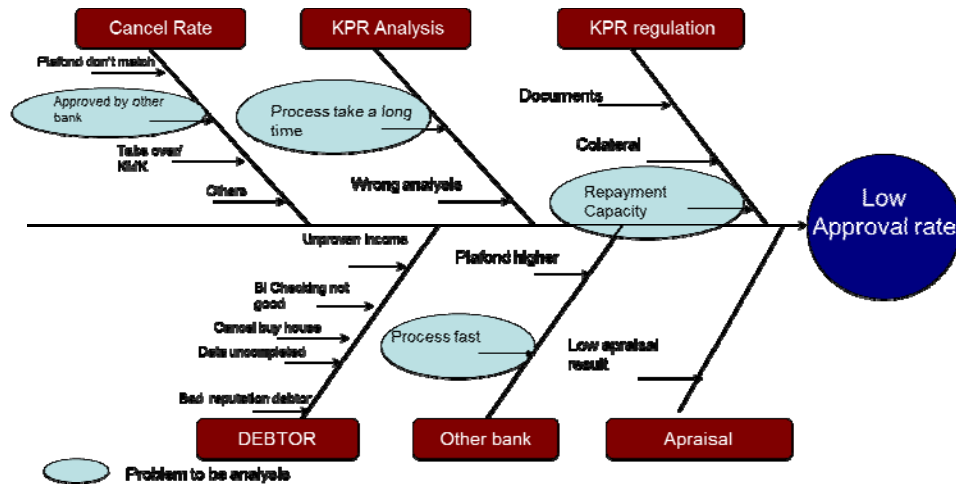 Cancel Rate
KPR Analysis
KPR regulation
Plafond don't match
Approved by other
bank
Take over/
KMK
Others
Process take a long
time
Wrong analysis
Documents
Colateral
Repayment
Capacity
Low
Approval rate
Unproven income
BI Checking not
good
Cancel buy house
Data uncompleted
Bad reputation debtor
Plafond higher
Process fast
Low apraisal
result
DEBTOR
Other bank
Apraisal
Problem to be analysis